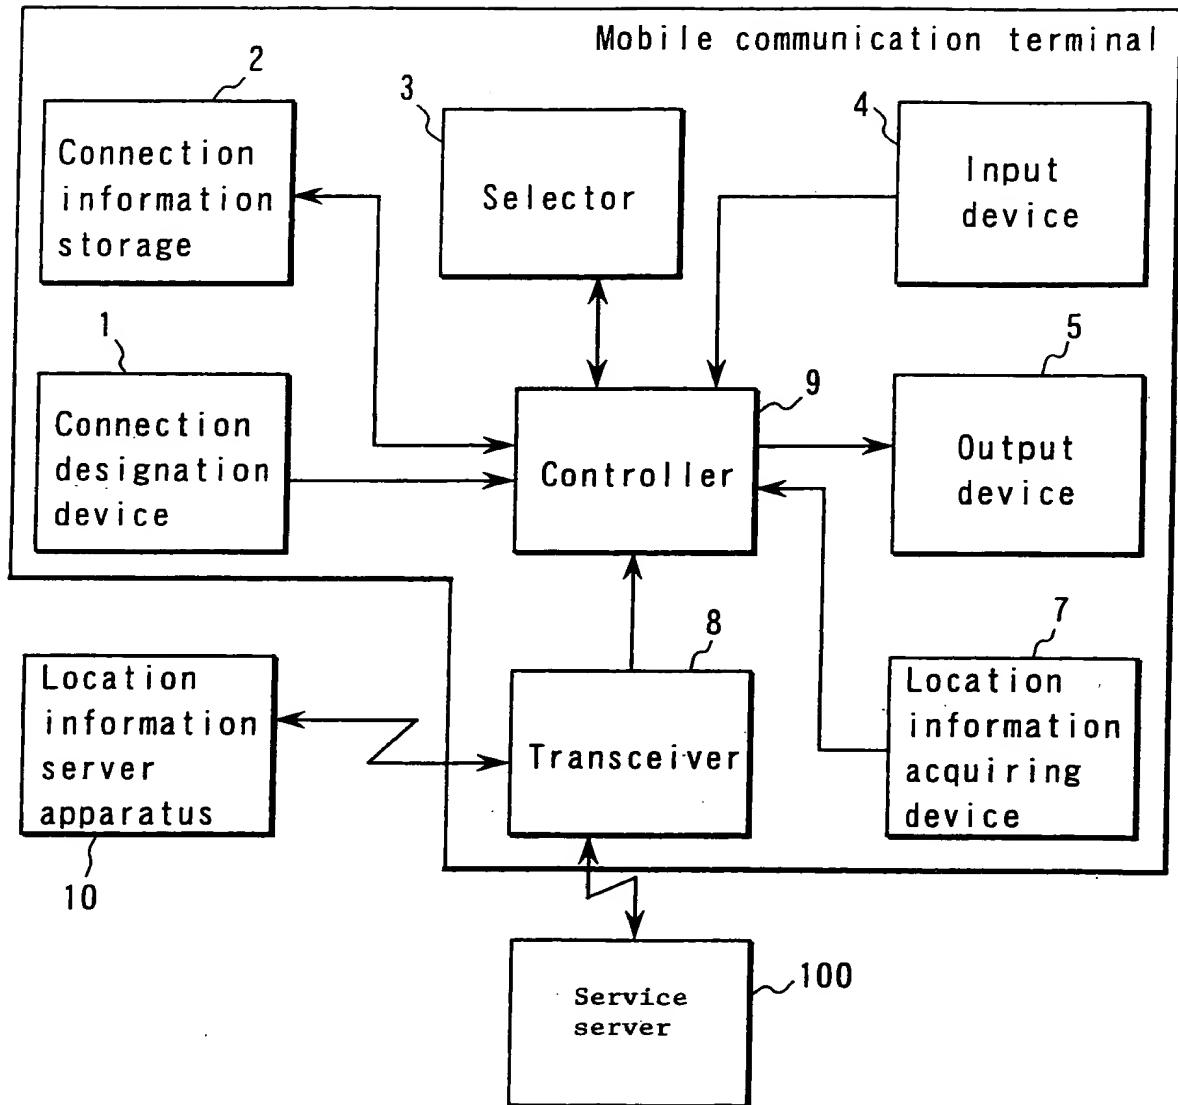 Mobile communication terminal
2
3
4
Connection
information
storage
Selector
Input
device
1
5
9
Connection
designation
device
Controller
Output
device
8
7
Location
information
server
apparatus
Transceiver
Location
information
acquiring
device
10
100
Service
server